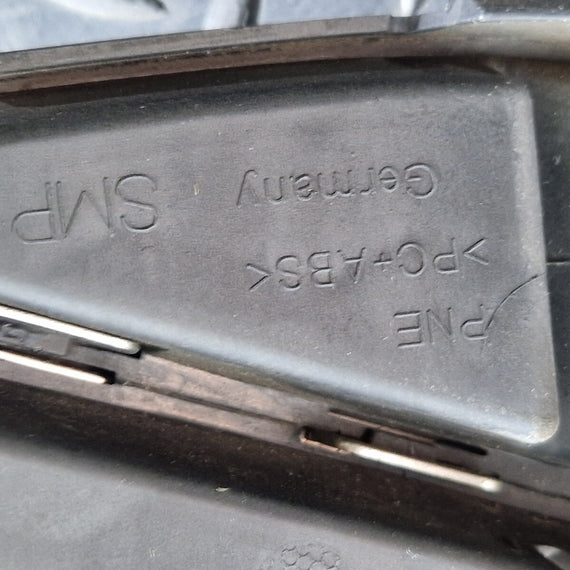 PNE
>PC+ABS<
Germany
SMP